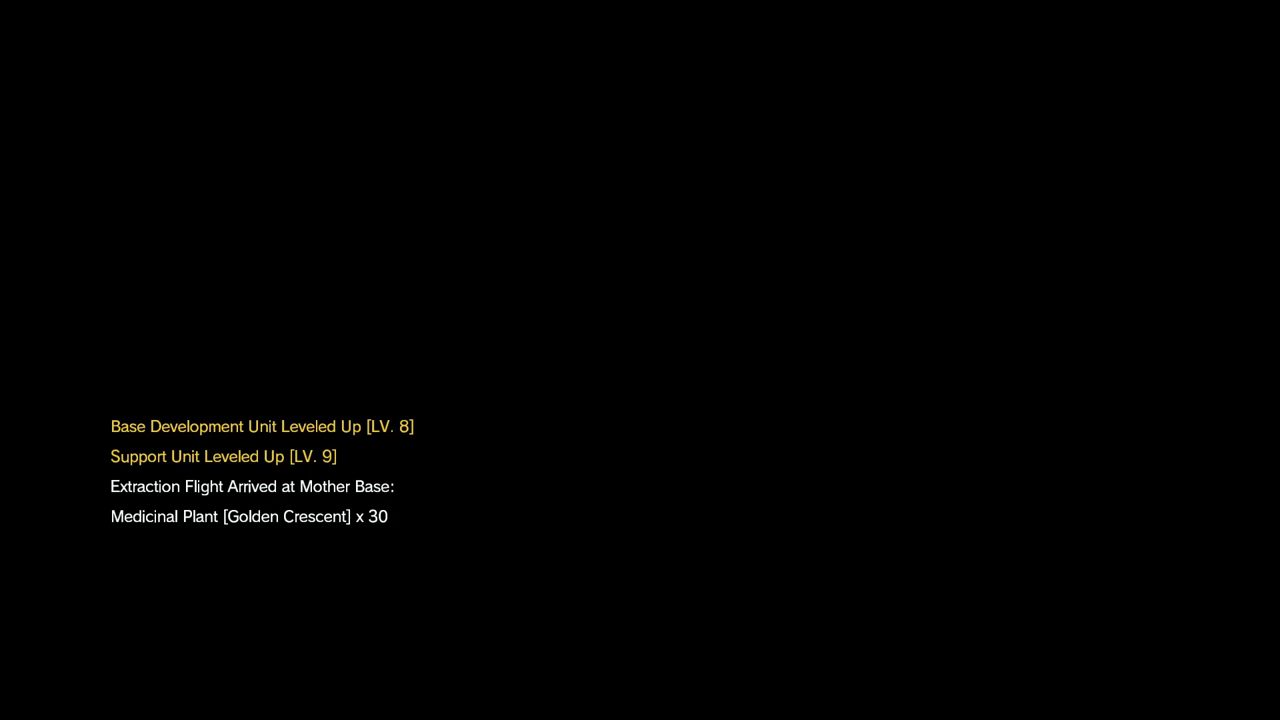 Base Development Unit Leveled Up [LV. 8]
Support Unit Leveled Up [LV. 9]
Extraction Flight Arrived at Mother Base:
Medicinal Plant [Golden Crescent] x 30